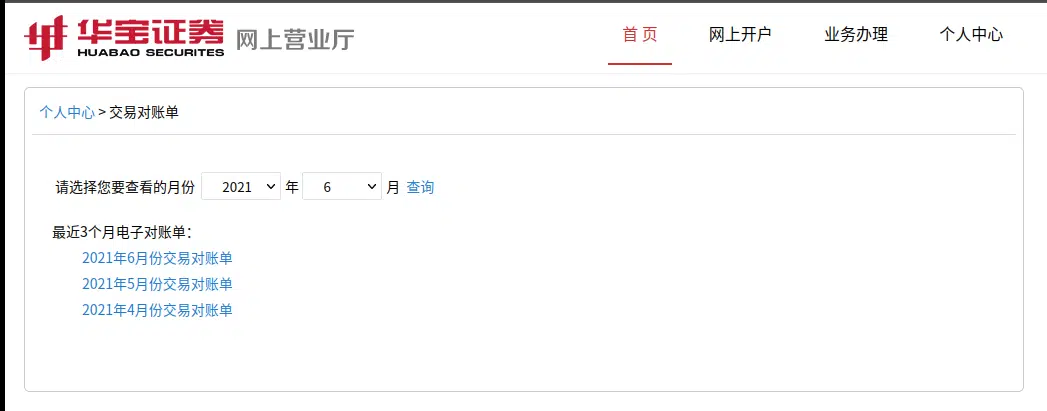 华宝证券
HUABAO SECURITES
网上营业厅
首 页
网上开户
业务办理
个人中心
个人中心 > 交易对账单
请选择您要查看的月份 2021 年 6 月 查询
最近3个月电子对账单：
2021年6月份交易对账单
2021年5月份交易对账单
2021年4月份交易对账单